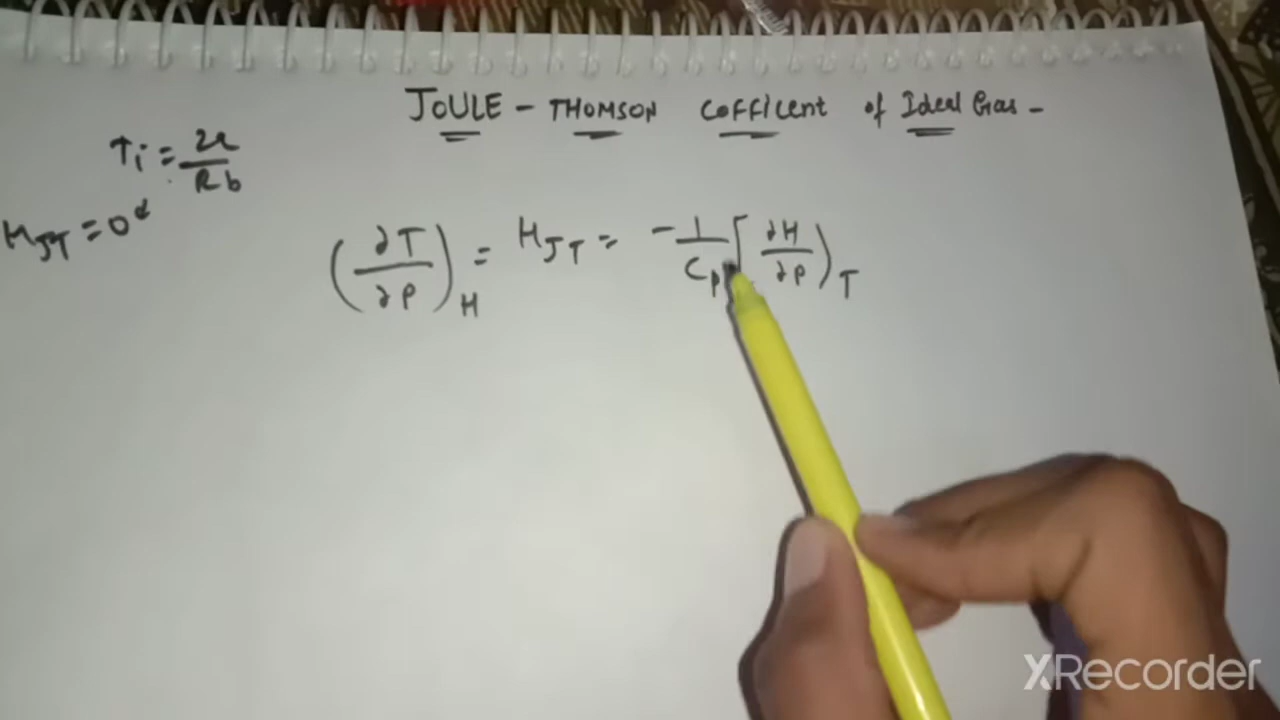 JOULE - THOMSON COFFICENT of Ideal Gas -
Ti = 2a / Rb
μJT = 0
(∂T/∂P)H = μJT = -1/Cp [∂H/∂P)T
XRecorder